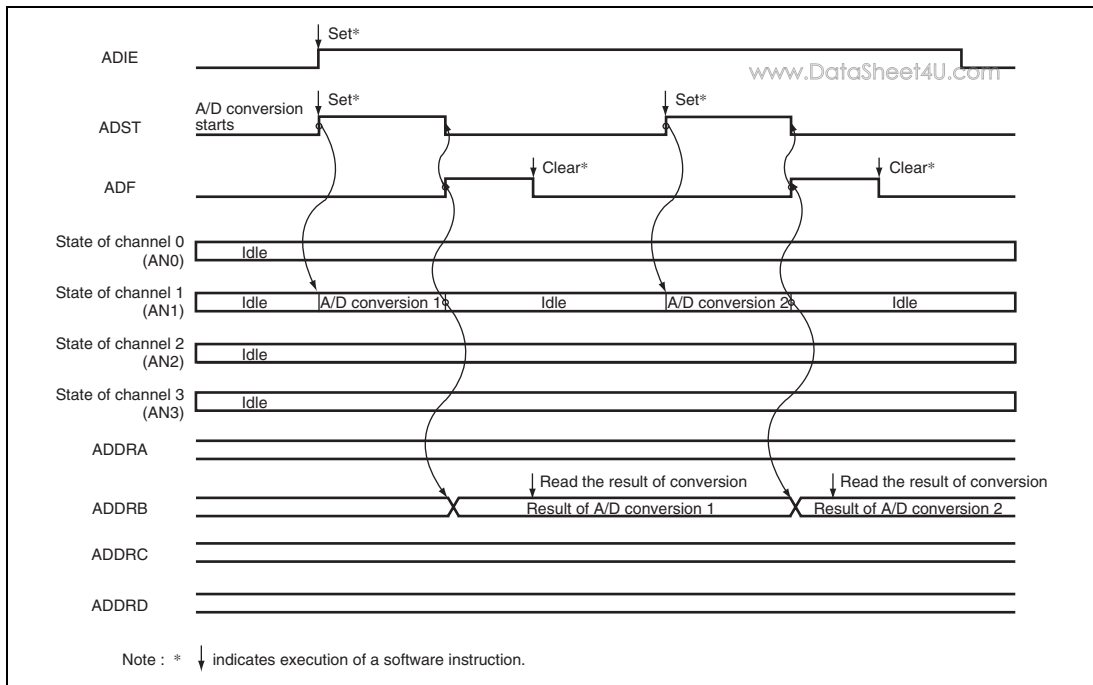 Set*
ADIE
www.DataSheet4U.com
A/D conversion
starts
Set*
Set*
ADST
Clear*
Clear*
ADF
State of channel 0
(AN0)
Idle
State of channel 1
(AN1)
Idle
A/D conversion 1
Idle
A/D conversion 2
Idle
State of channel 2
(AN2)
Idle
State of channel 3
(AN3)
Idle
ADDRA
Read the result of conversion
Read the result of conversion
ADDRB
Result of A/D conversion 1
Result of A/D conversion 2
ADDRC
ADDRD
Note : * ↓ indicates execution of a software instruction.